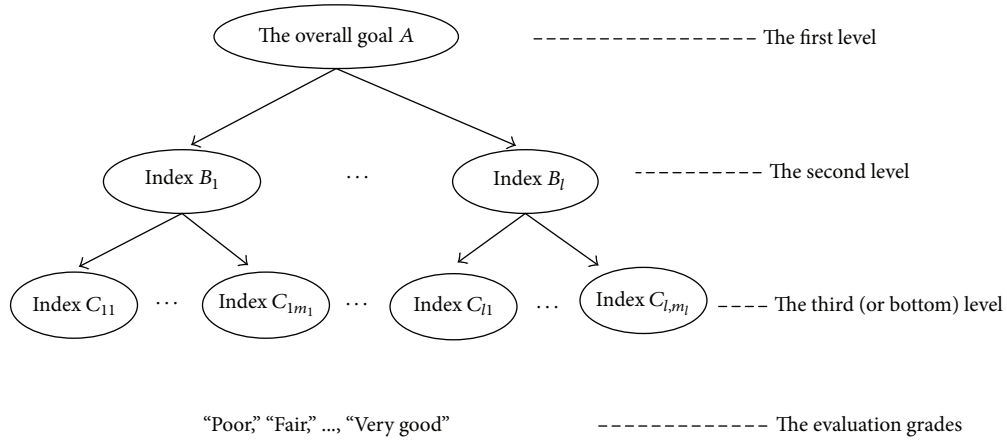 The overall goal A ---------------------- The first level
Index B₁ ... Index Bₗ ------------- The second level
Index C₁₁ ... Index C₁ₘ₁ ... Index Cₗ₁ ... Index Cₗ,ₘₗ ----- The third (or bottom) level
“Poor,” “Fair,” ..., “Very good” ---------------- The evaluation grades